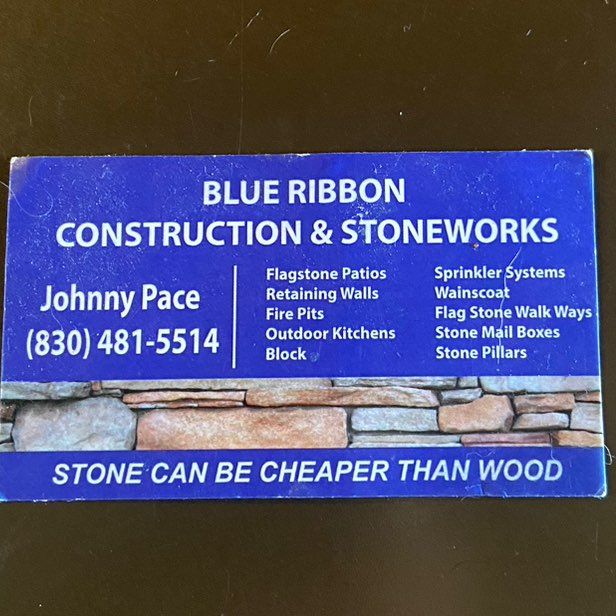 BLUE RIBBON
CONSTRUCTION & STONEWORKS
Johnny Pace
(830) 481-5514
Flagstone Patios
Retaining Walls
Fire Pits
Outdoor Kitchens
Block
Sprinkler Systems
Wainscoat
Flag Stone Walk Ways
Stone Mail Boxes
Stone Pillars
STONE CAN BE CHEAPER THAN WOOD